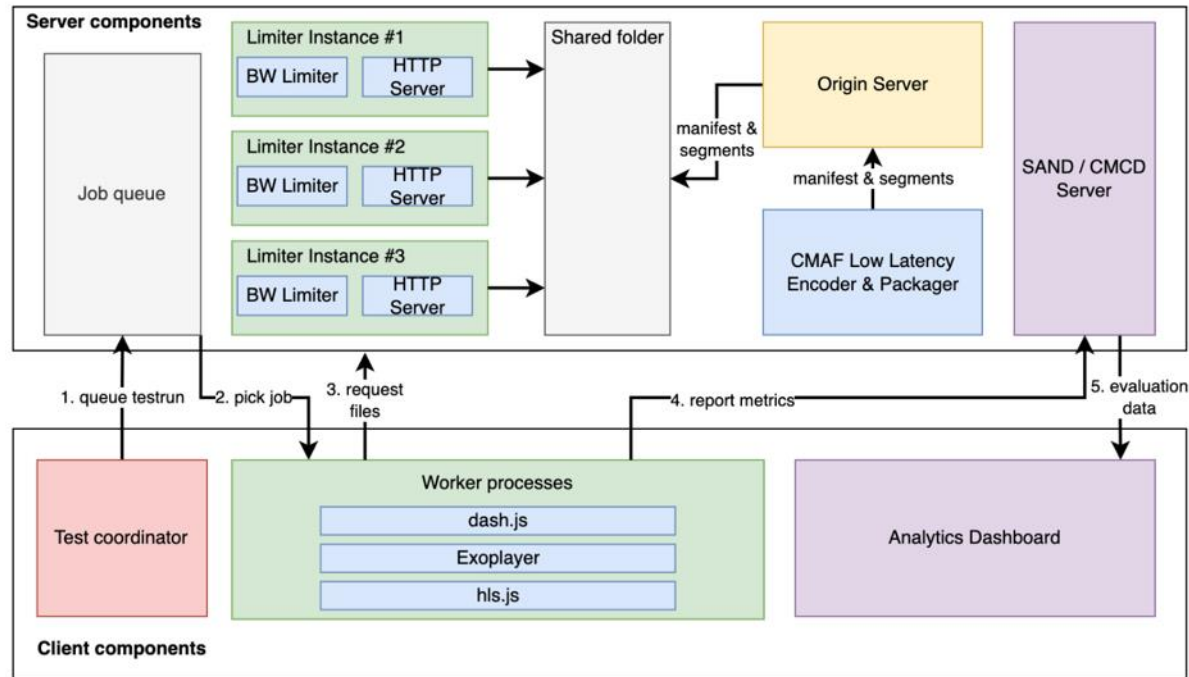 Server components
Job queue
Limiter Instance #1
BW Limiter
HTTP
Server
Limiter Instance #2
BW Limiter
HTTP
Server
Limiter Instance #3
BW Limiter
HTTP
Server
Shared folder
manifest &
segments
Origin Server
manifest & segments
CMAF Low Latency
Encoder & Packager
SAND / CMCD
Server
1. queue testrun
2. pick job
3. request
files
4. report metrics
5. evaluation
data
Test coordinator
Worker processes
dash.js
Exoplayer
hls.js
Analytics Dashboard
Client components